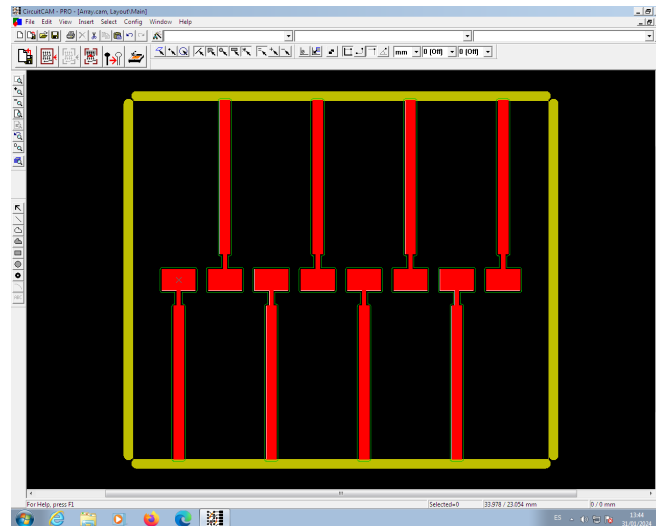 CircuitCAM - PRO - [Array.cam, Layout\Main]
File Edit View Insert Select Config Window Help
mm 0 (Off) 0 (Off)
For Help, press F1 Selected=0 33.978 / 23.054 mm 0 / 0 mm
ES 13:44
31/01/2024